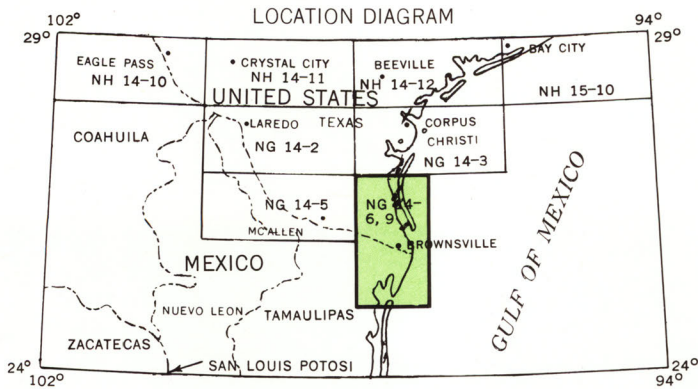 LOCATION DIAGRAM
102°
94°
29°
29°
EAGLE PASS
NH 14-10
CRYSTAL CITY
NH 14-11
BEEVILLE
NH 14-12
BAY CITY
NH 15-10
UNITED STATES
COAHUILA
LAREDO
TEXAS
NG 14-2
CORPUS
CHRISTI
NG 14-3
NG 14-5
McALLEN
NG 14-
6, 9
BROWNSVILLE
MEXICO
GULF OF MEXICO
NUEVO LEON
TAMAULIPAS
ZACATECAS
SAN LOUIS POTOSI
24°
102°
24°
94°